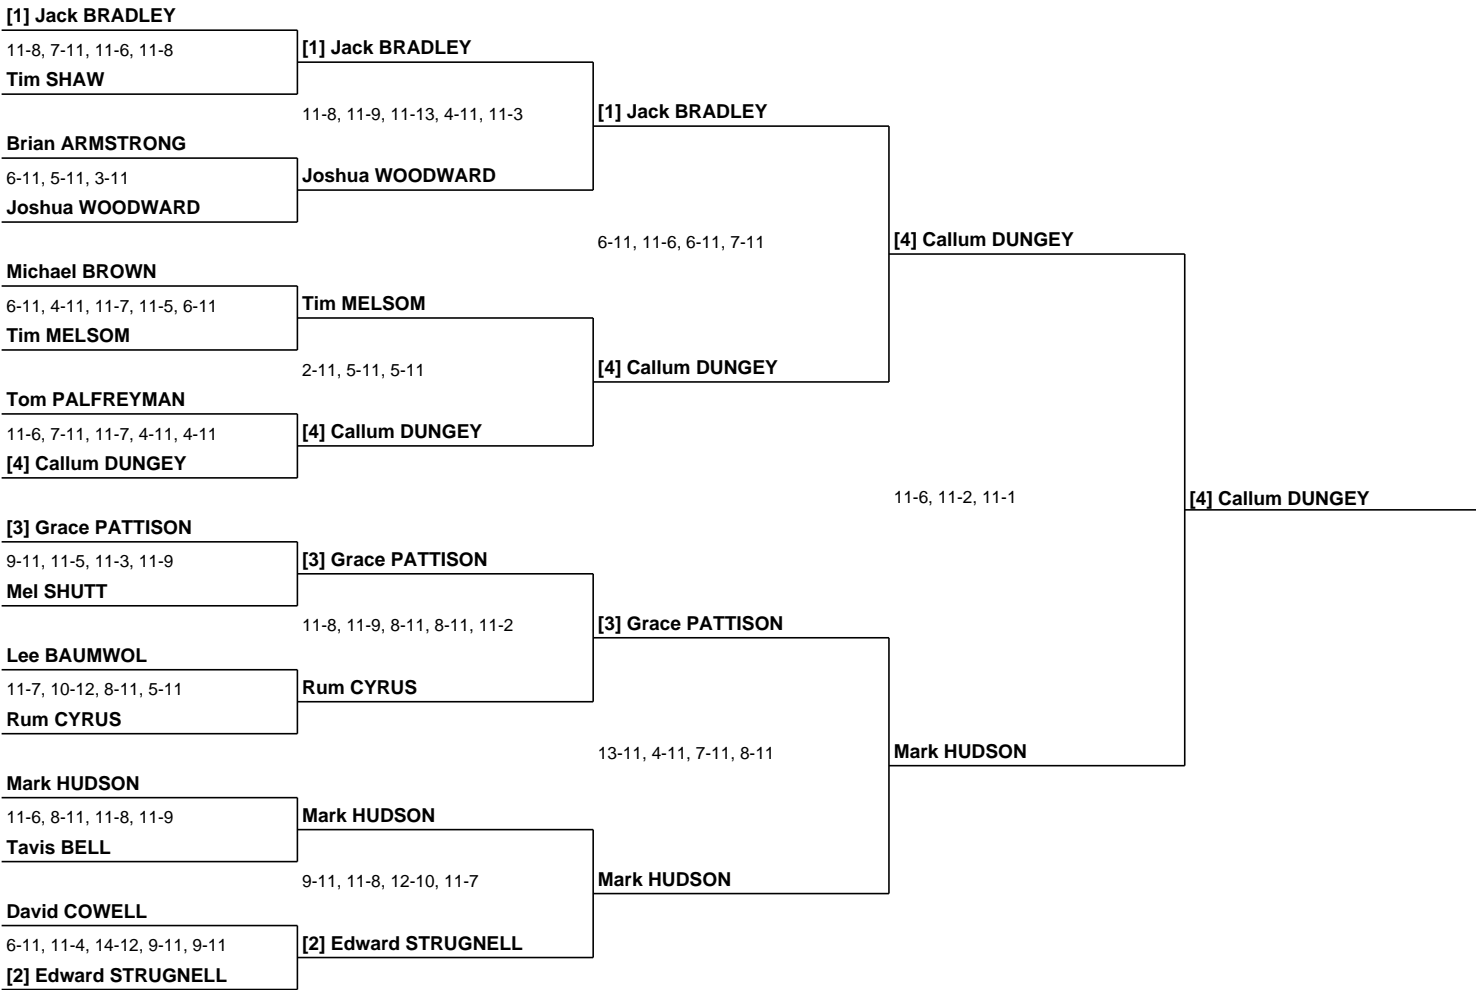 [1] Jack BRADLEY
11-8, 7-11, 11-6, 11-8
Tim SHAW
[1] Jack BRADLEY
11-8, 11-9, 11-13, 4-11, 11-3
Brian ARMSTRONG
6-11, 5-11, 3-11
Joshua WOODWARD
Joshua WOODWARD
[1] Jack BRADLEY
6-11, 11-6, 6-11, 7-11
Michael BROWN
6-11, 4-11, 11-7, 11-5, 6-11
Tim MELSOM
Tim MELSOM
2-11, 5-11, 5-11
Tom PALFREYMAN
11-6, 7-11, 11-7, 4-11, 4-11
[4] Callum DUNGEY
[4] Callum DUNGEY
[4] Callum DUNGEY
[4] Callum DUNGEY
11-6, 11-2, 11-1
[4] Callum DUNGEY
[3] Grace PATTISON
9-11, 11-5, 11-3, 11-9
Mel SHUTT
[3] Grace PATTISON
11-8, 11-9, 8-11, 8-11, 11-2
Lee BAUMWOL
11-7, 10-12, 8-11, 5-11
Rum CYRUS
Rum CYRUS
[3] Grace PATTISON
13-11, 4-11, 7-11, 8-11
Mark HUDSON
Mark HUDSON
11-6, 8-11, 11-8, 11-9
Tavis BELL
Mark HUDSON
9-11, 11-8, 12-10, 11-7
Mark HUDSON
David COWELL
6-11, 11-4, 14-12, 9-11, 9-11
[2] Edward STRUGNELL
[2] Edward STRUGNELL